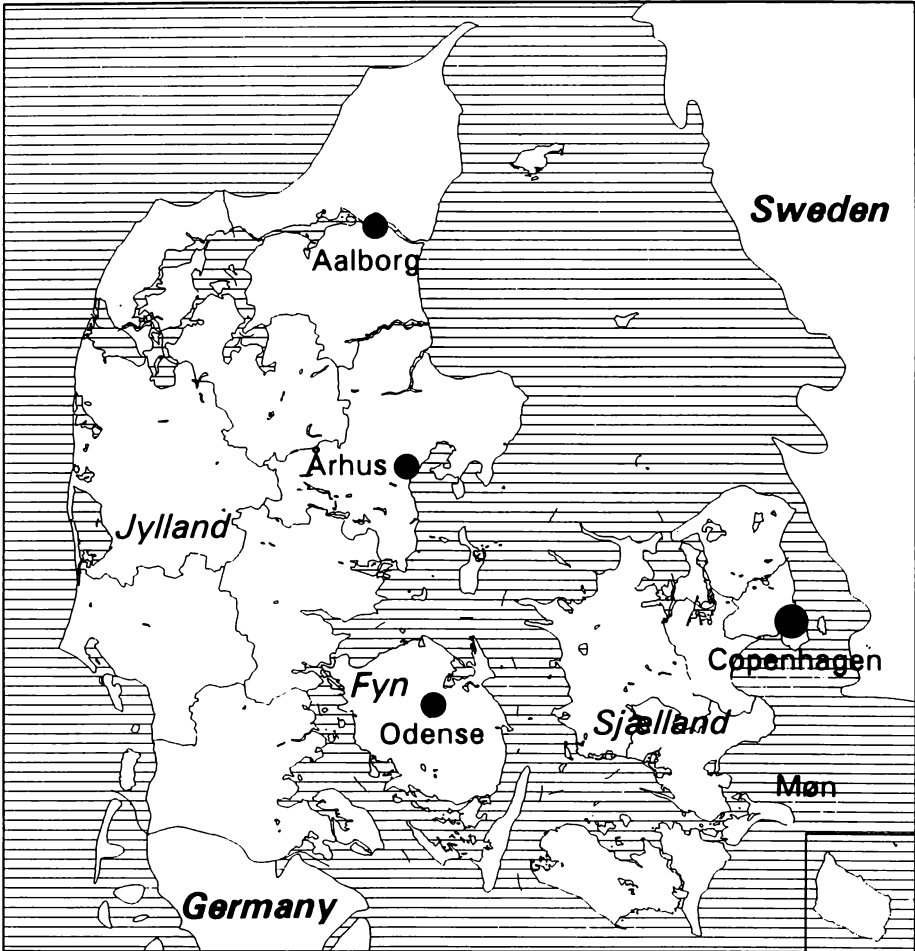 Sweden
Aalborg
Århus
Jylland
Copenhagen
Fyn
Odense
Sjælland
Møn
Germany